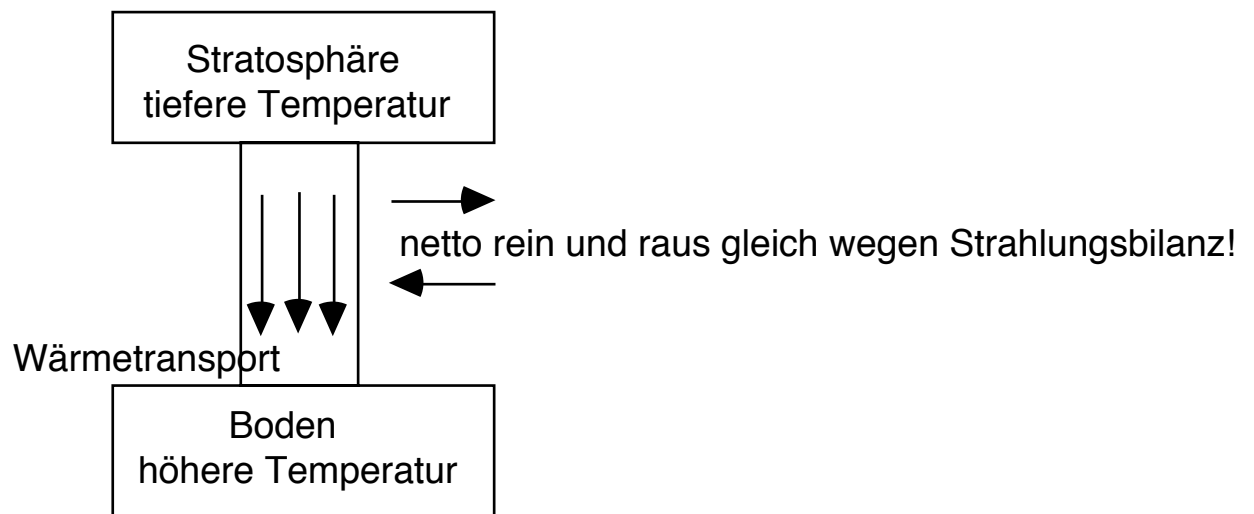 Stratosphäre
tiefere Temperatur
netto rein und raus gleich wegen Strahlungsbilanz!
Wärmetransport
Boden
höhere Temperatur